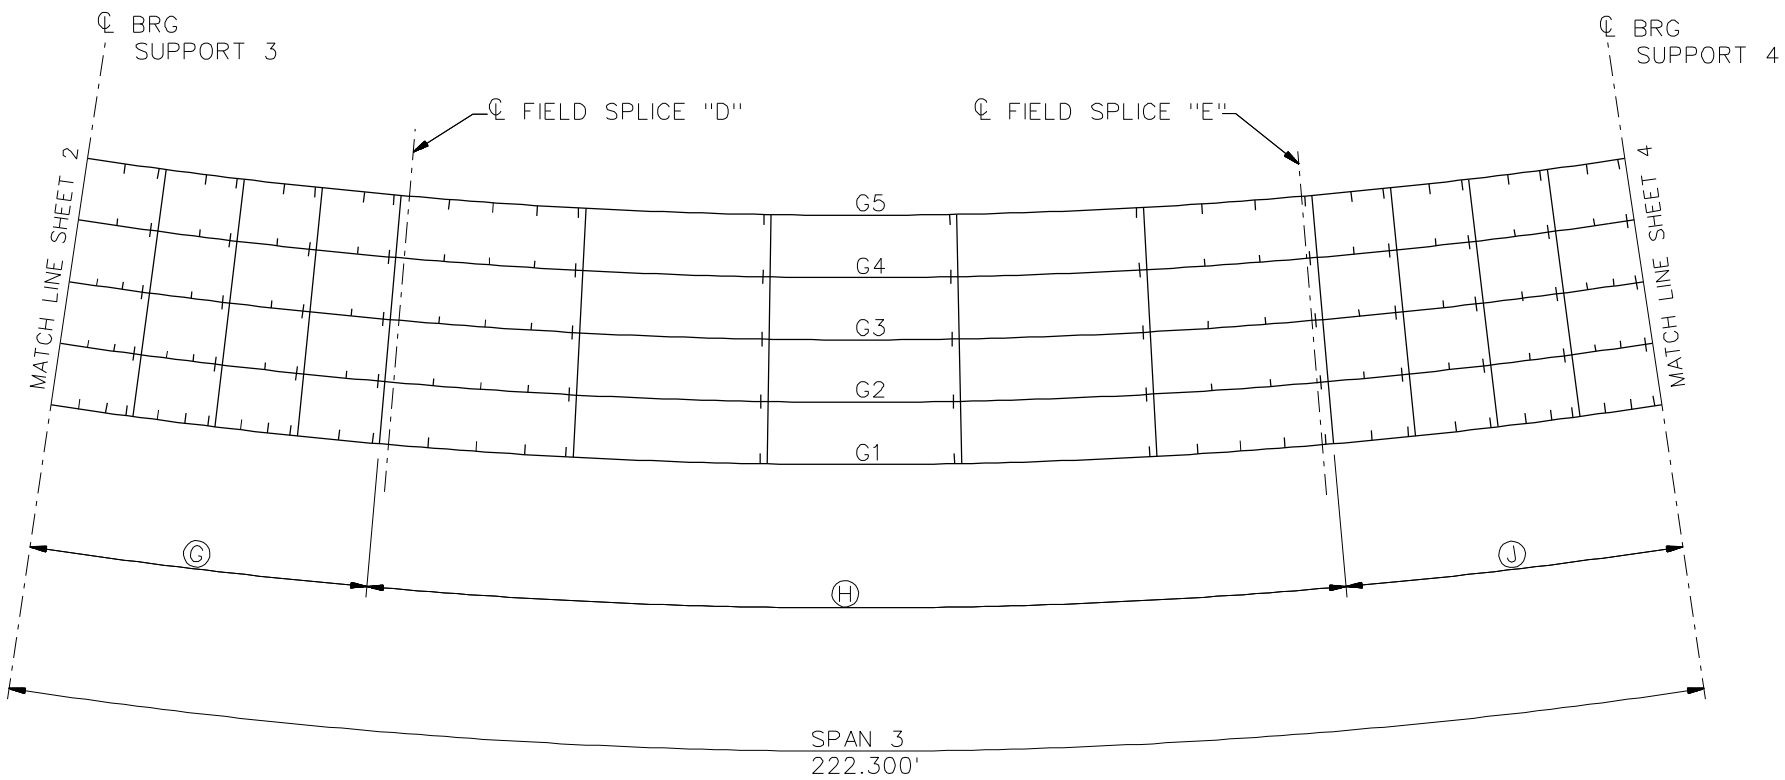 ℄ BRG
SUPPORT 3
℄ BRG
SUPPORT 4
℄ FIELD SPLICE "D"
℄ FIELD SPLICE "E"
MATCH LINE SHEET 2
MATCH LINE SHEET 4
G5
G4
G3
G2
G1
G
H
J
SPAN 3
222.300'